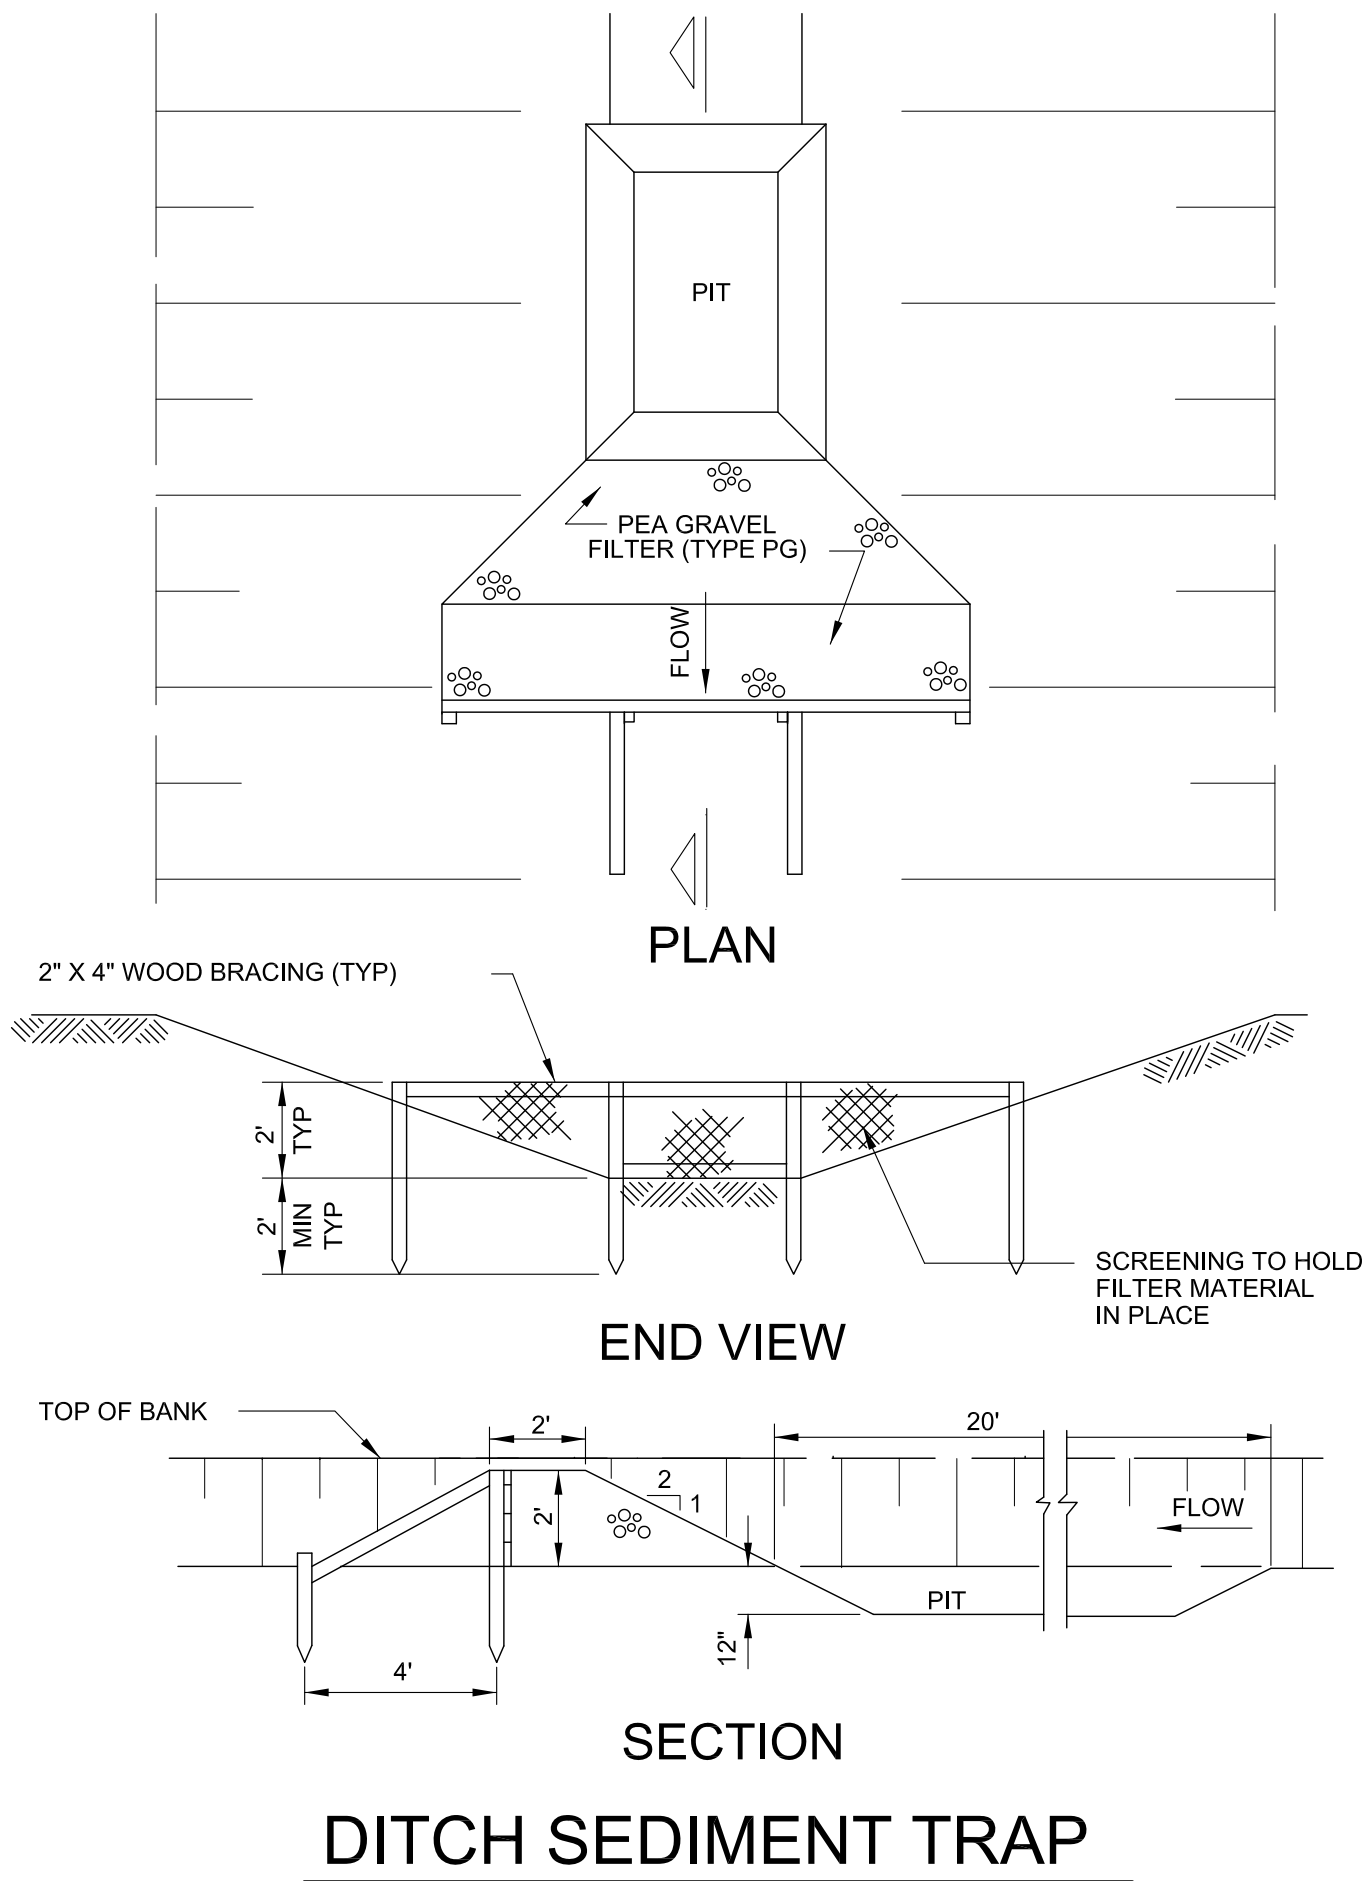 PIT
PEA GRAVEL
FILTER (TYPE PG)
FLOW
PLAN
2" X 4" WOOD BRACING (TYP)
2'
TYP
2'
MIN
TYP
SCREENING TO HOLD
FILTER MATERIAL
IN PLACE
END VIEW
TOP OF BANK
2'
20'
2
1
2'
FLOW
PIT
12"
4'
SECTION
DITCH SEDIMENT TRAP